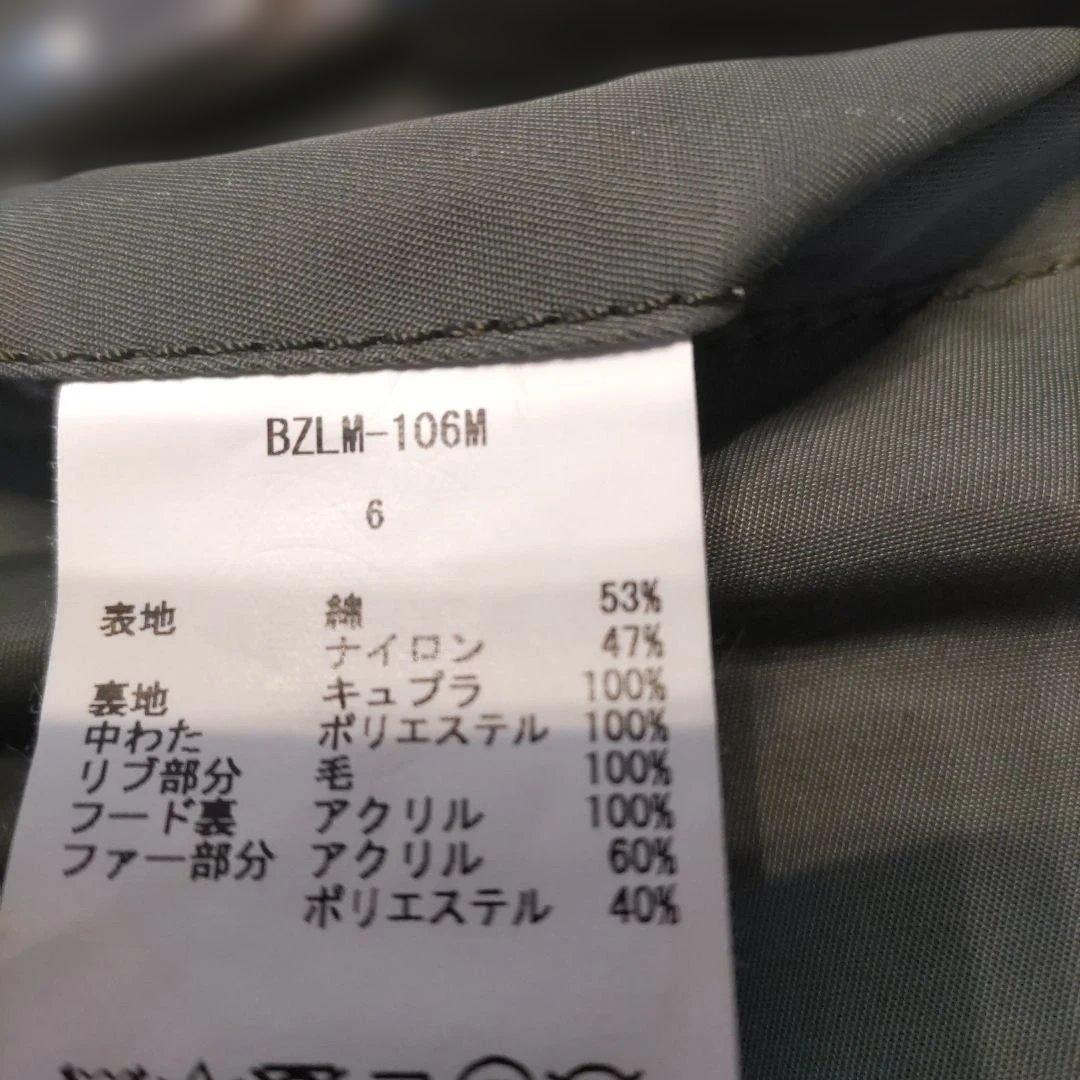 BZLM-106M
6
表地 綿 53%
ナイロン 47%
裏地 キュプラ 100%
中わた ポリエステル 100%
リブ部分 毛 100%
フード裏 アクリル 100%
ファー部分 アクリル 60%
ポリエステル 40%